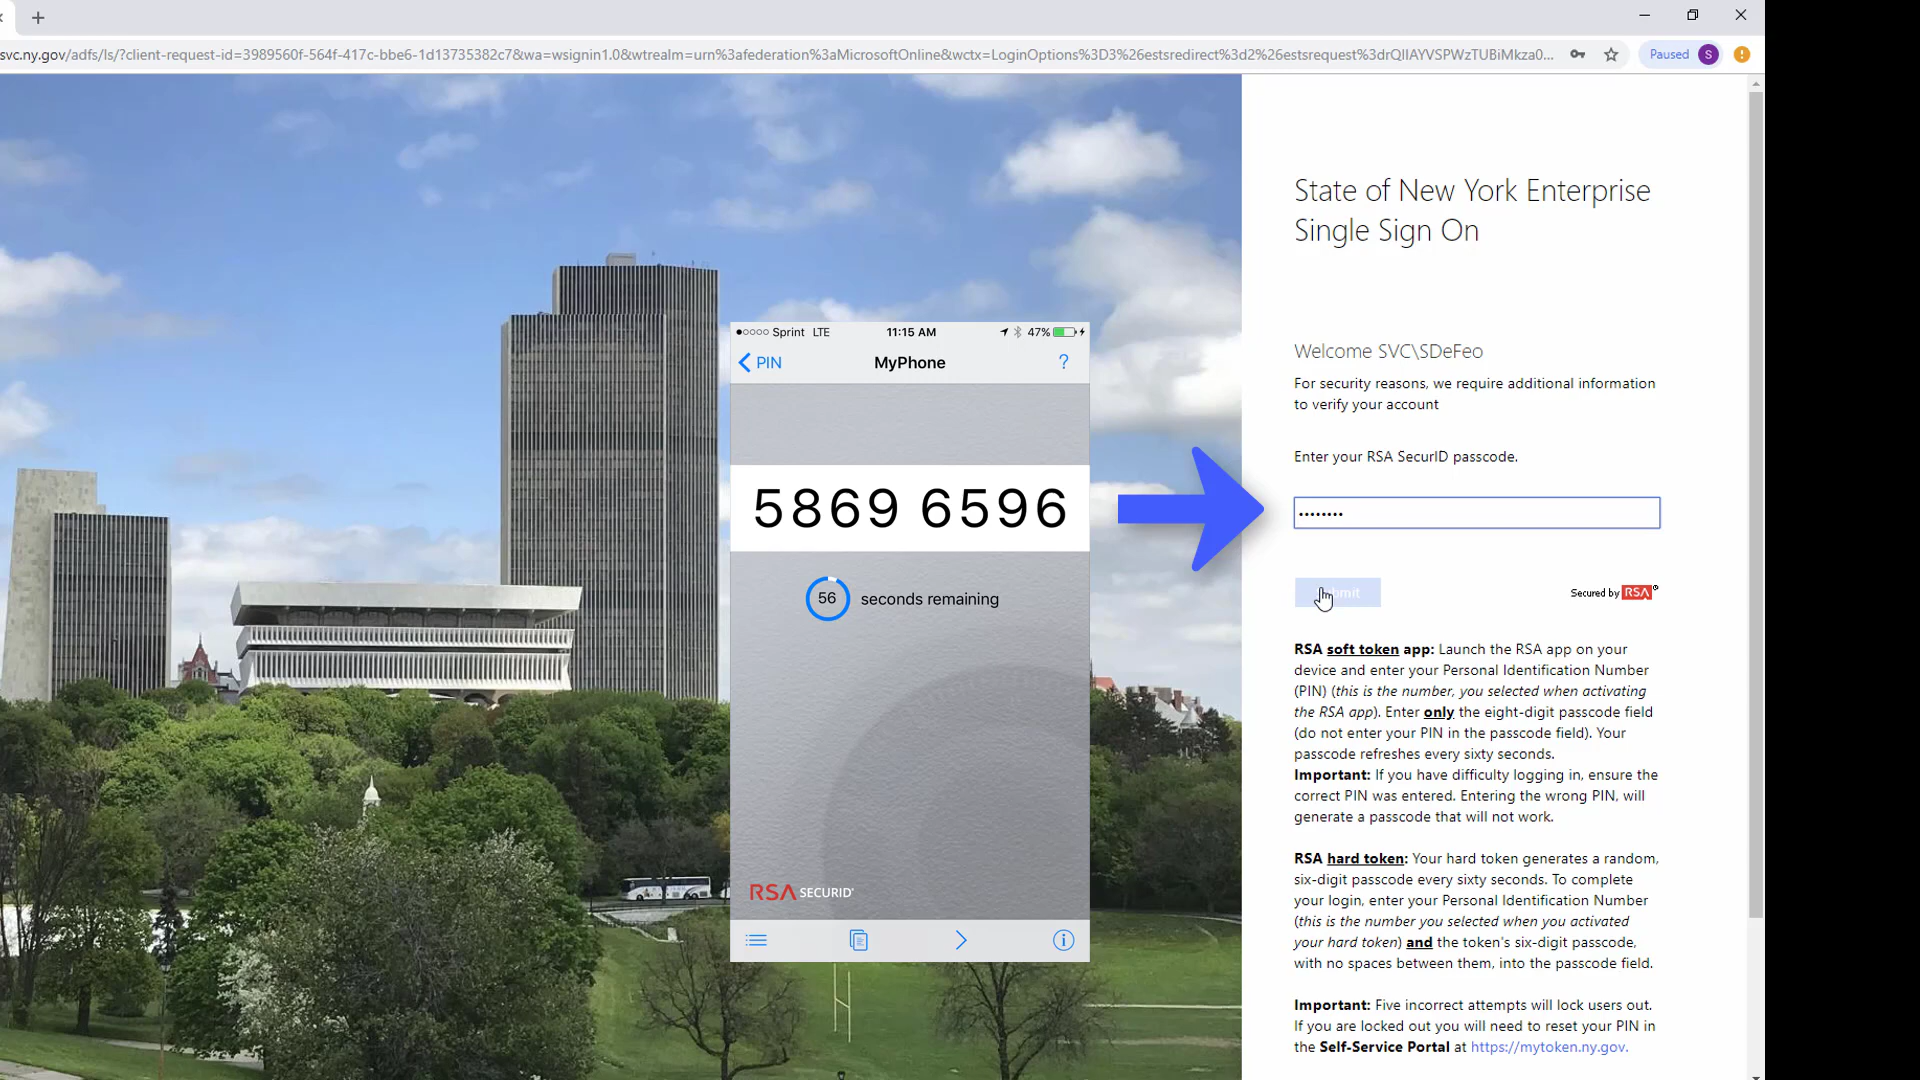 svc.ny.gov/adfs/ls/?client-request-id=3989560f-564f-417c-bbe6-1d13735382c7&wa=wsignin1.0&wtrealm=urn%3afederation%3aMicrosoftOnline&wctx=LoginOptions%3D3%26estsredirect%3d2%26estsrequest%3drQIIAYVSPWzTUBiMkza0...
Paused S
State of New York Enterprise
Single Sign On
Sprint LTE 11:15 AM 47%
PIN MyPhone ?
5869 6596
56 seconds remaining
RSA SECURID
Welcome SVC\SDeFeo
For security reasons, we require additional information
to verify your account
Enter your RSA SecurID passcode.
Secured by RSA
RSA soft token app: Launch the RSA app on your
device and enter your Personal Identification Number
(PIN) (this is the number, you selected when activating
the RSA app). Enter only the eight-digit passcode field
(do not enter your PIN in the passcode field). Your
passcode refreshes every sixty seconds.
Important: If you have difficulty logging in, ensure the
correct PIN was entered. Entering the wrong PIN, will
generate a passcode that will not work.
RSA hard token: Your hard token generates a random,
six-digit passcode every sixty seconds. To complete
your login, enter your Personal Identification Number
(this is the number you selected when you activated
your hard token) and the token's six-digit passcode,
with no spaces between them, into the passcode field.
Important: Five incorrect attempts will lock users out.
If you are locked out you will need to reset your PIN in
the Self-Service Portal at https://mytoken.ny.gov.